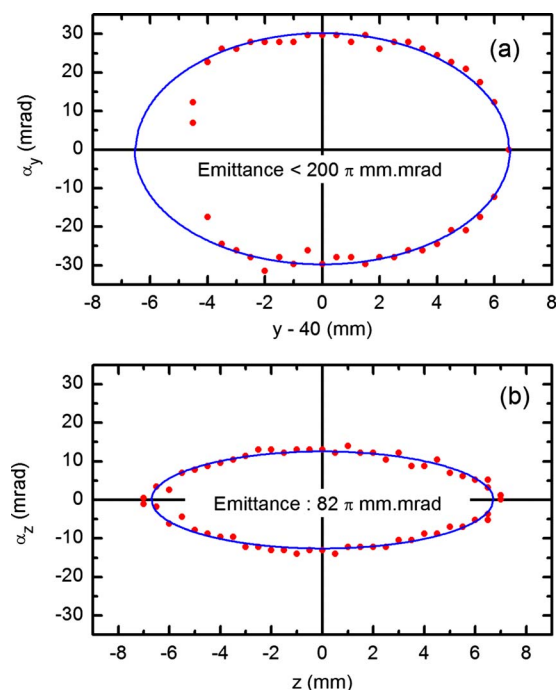 (a)
30
20
10
0
-10
-20
-30
αy (mrad)
Emittance < 200 π mm.mrad
-8 -6 -4 -2 0 2 4 6 8
y - 40 (mm)
(b)
30
20
10
0
-10
-20
-30
αz (mrad)
Emittance : 82 π mm.mrad
-8 -6 -4 -2 0 2 4 6 8
z (mm)